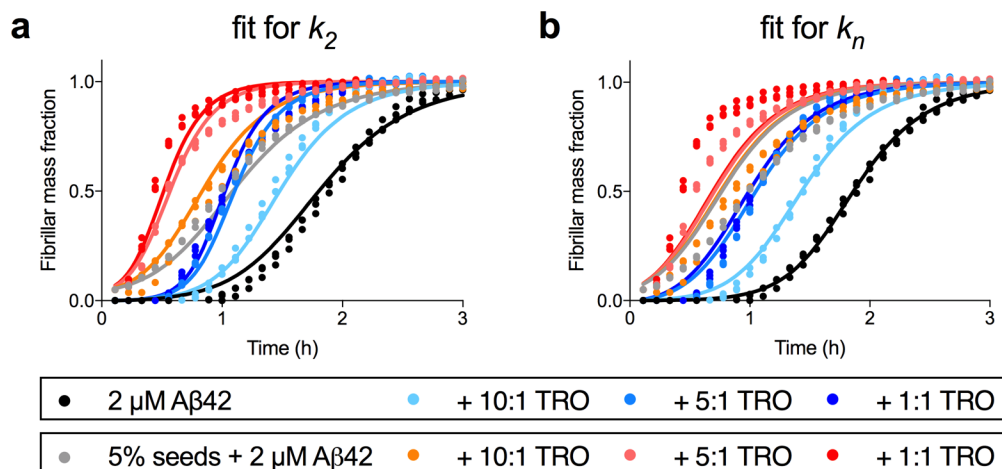 a fit for k2
b fit for kn
Fibrillar mass fraction
1.0
0.5
0.0
0 1 2 3
Time (h)
Fibrillar mass fraction
1.0
0.5
0.0
0 1 2 3
Time (h)
2 µM Aβ42 + 10:1 TRO + 5:1 TRO + 1:1 TRO
5% seeds + 2 µM Aβ42 + 10:1 TRO + 5:1 TRO + 1:1 TRO